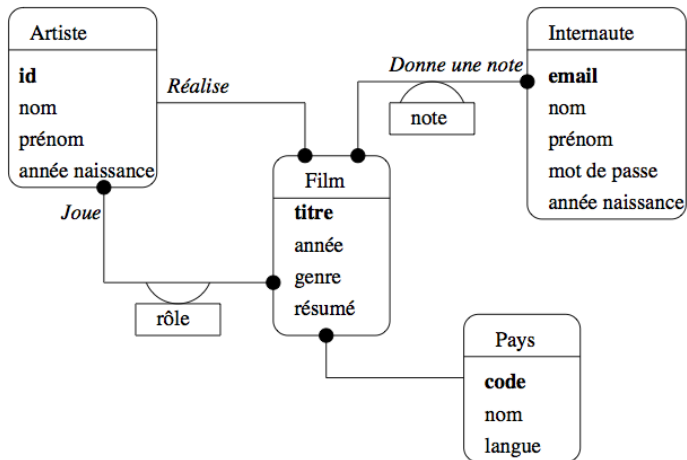 Artiste
id
nom
prénom
année naissance
Réalise
Donne une note
note
Internaute
email
nom
prénom
mot de passe
année naissance
Film
titre
année
genre
résumé
Joue
rôle
Pays
code
nom
langue